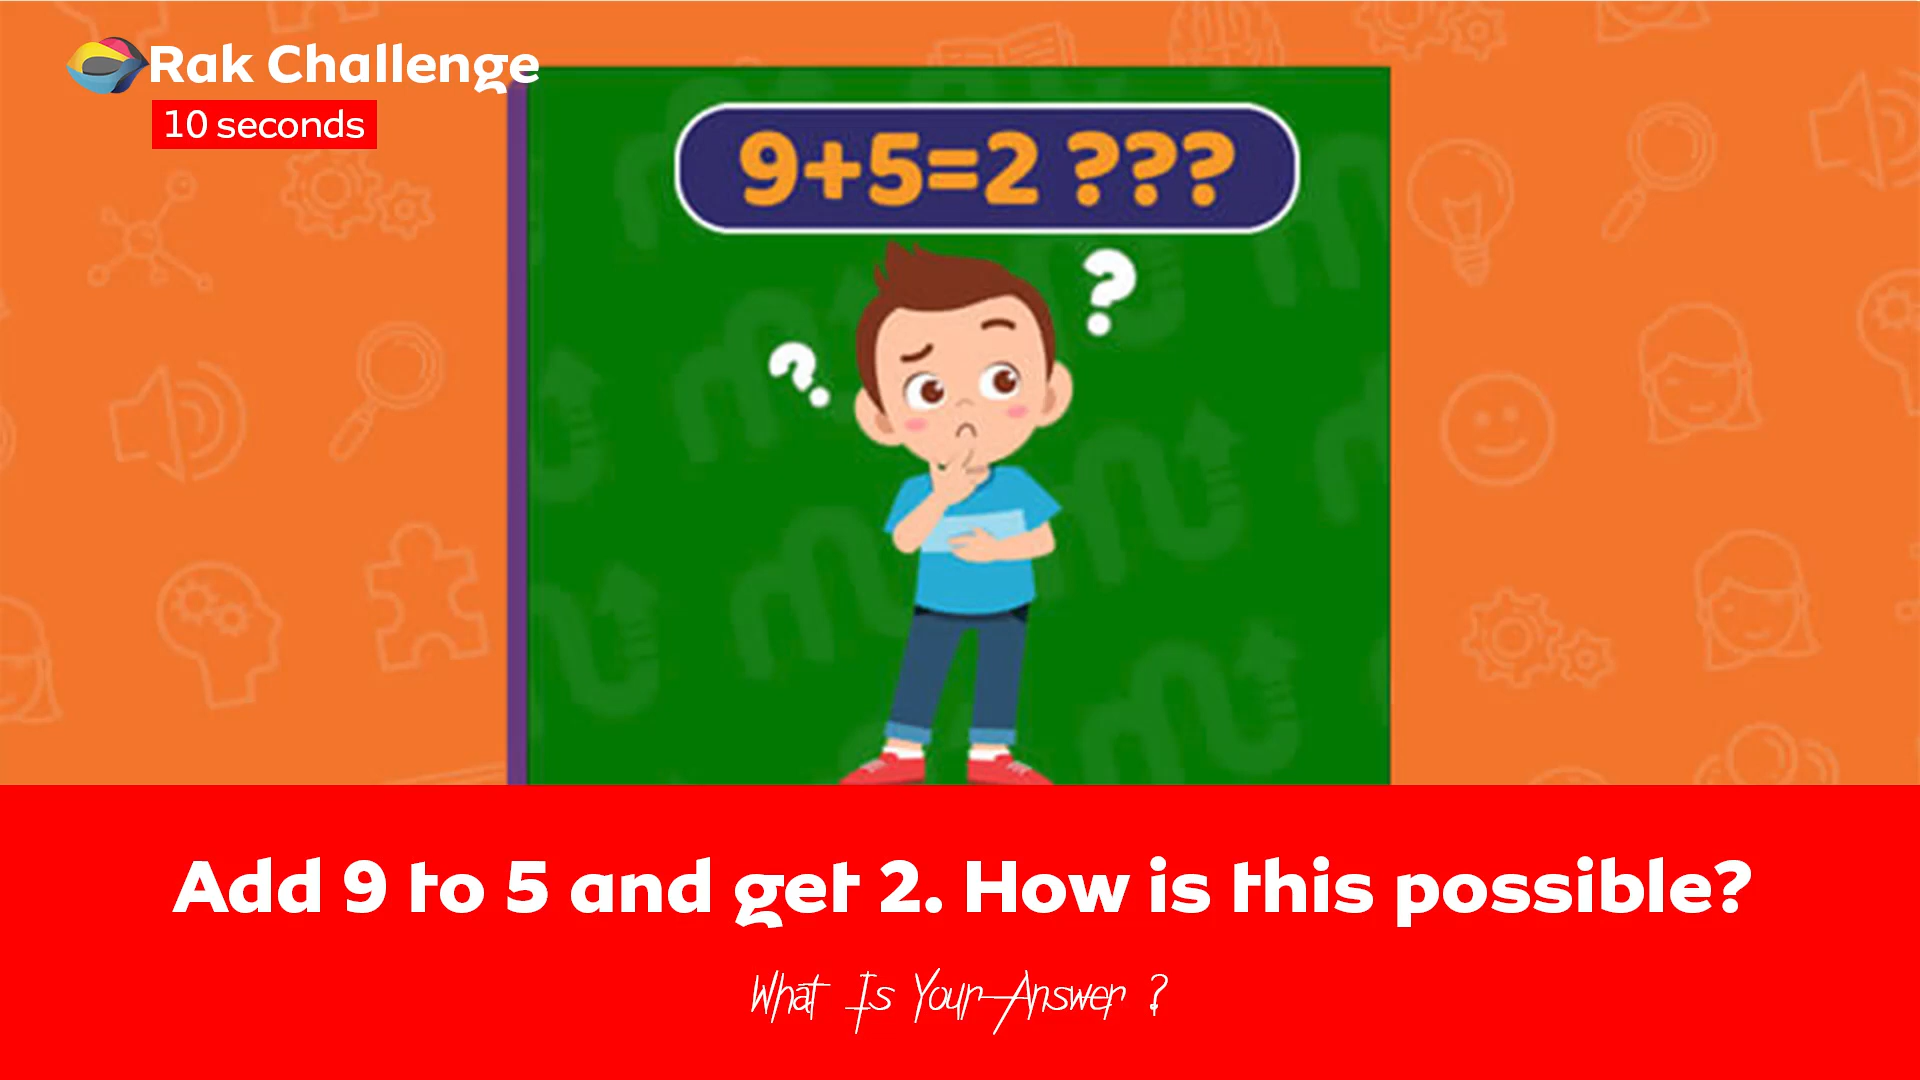 Rak Challenge
10 seconds
9+5=2 ???
Add 9 to 5 and get 2. How is this possible?
What Is Your Answer ?